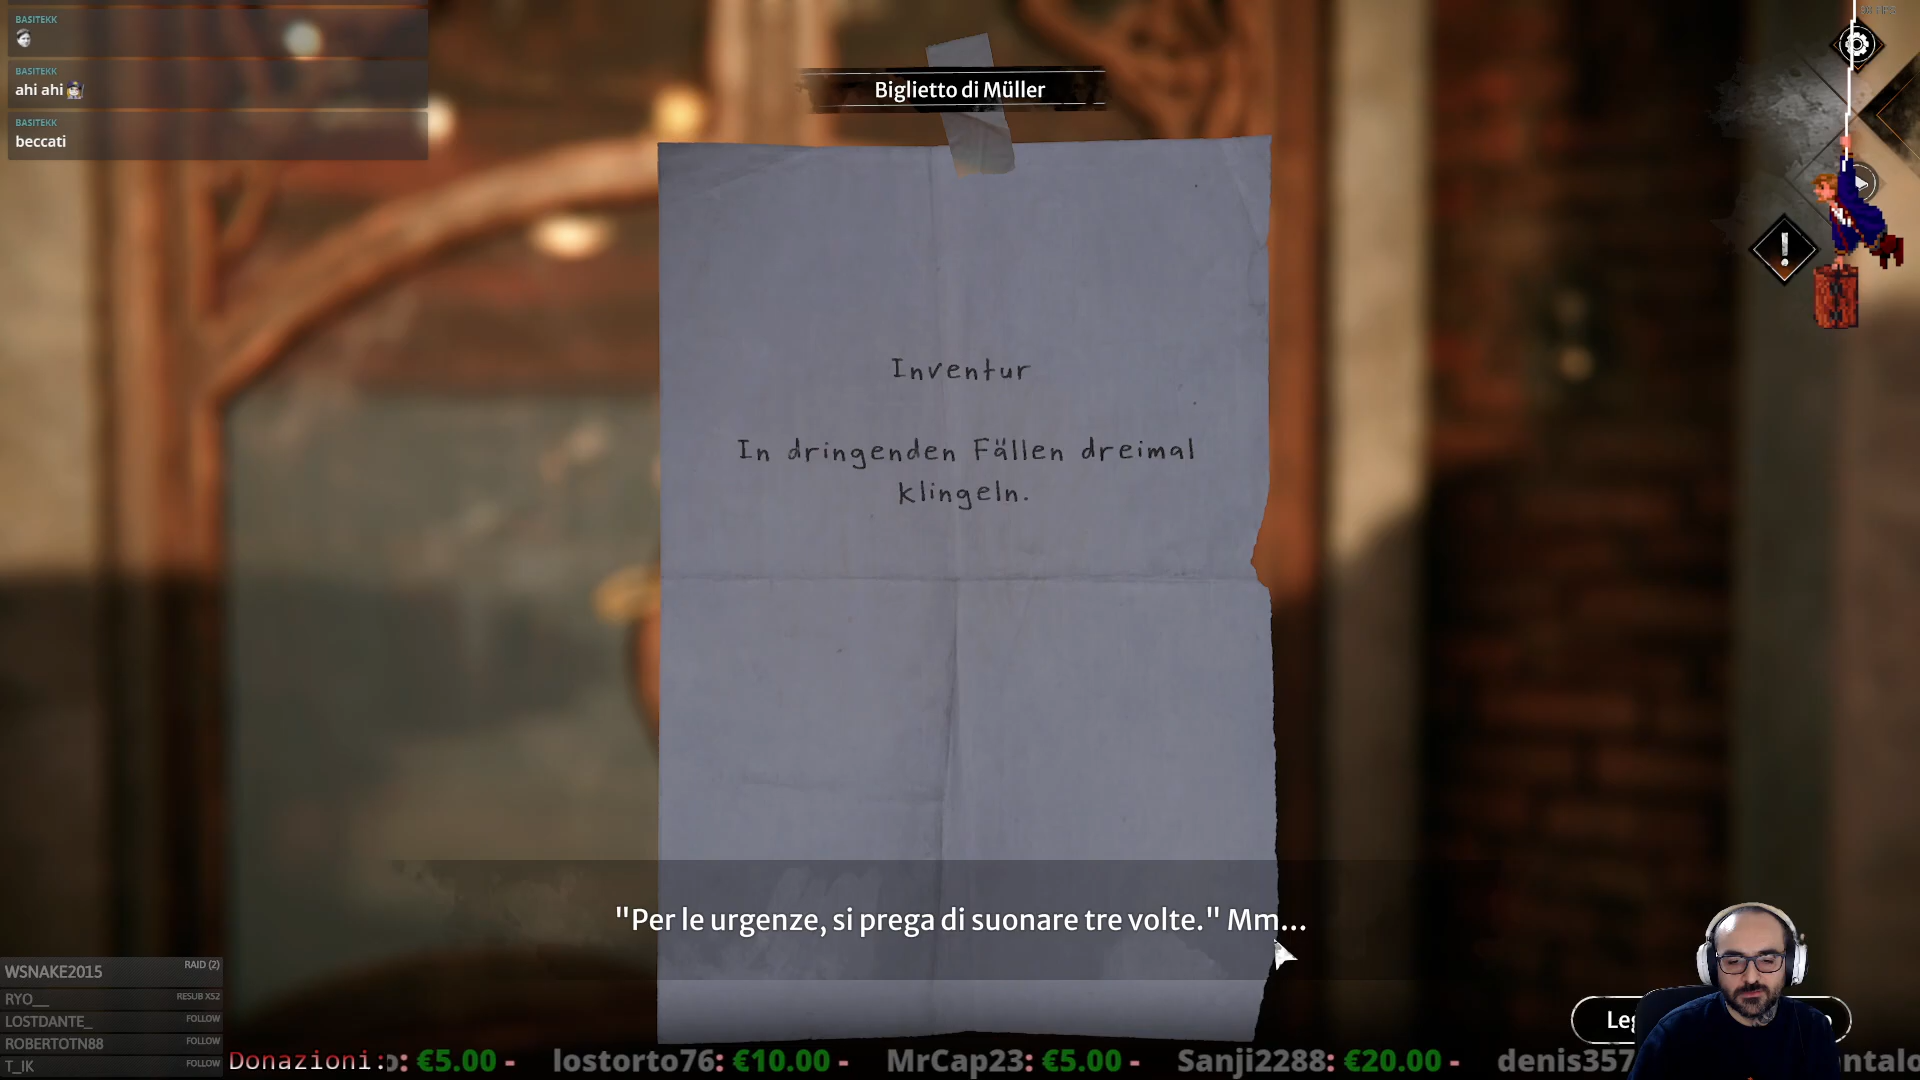 BASITEKK
BASITEKK
ahi ahi
BASITEKK
beccati
Biglietto di Müller
Inventur
In dringenden Fällen dreimal
klingeln.
"Per le urgenze, si prega di suonare tre volte." Mm...
WSNAKE2015 RAID (2)
RYO__ RESUB XS2
LOSTDANTE_ FOLLOW
ROBERTOTN88 FOLLOW
T_IK FOLLOW
Donazioni: €5.00 - lostorto76: €10.00 - MrCap23: €5.00 - Sanji2288: €20.00 - denis357